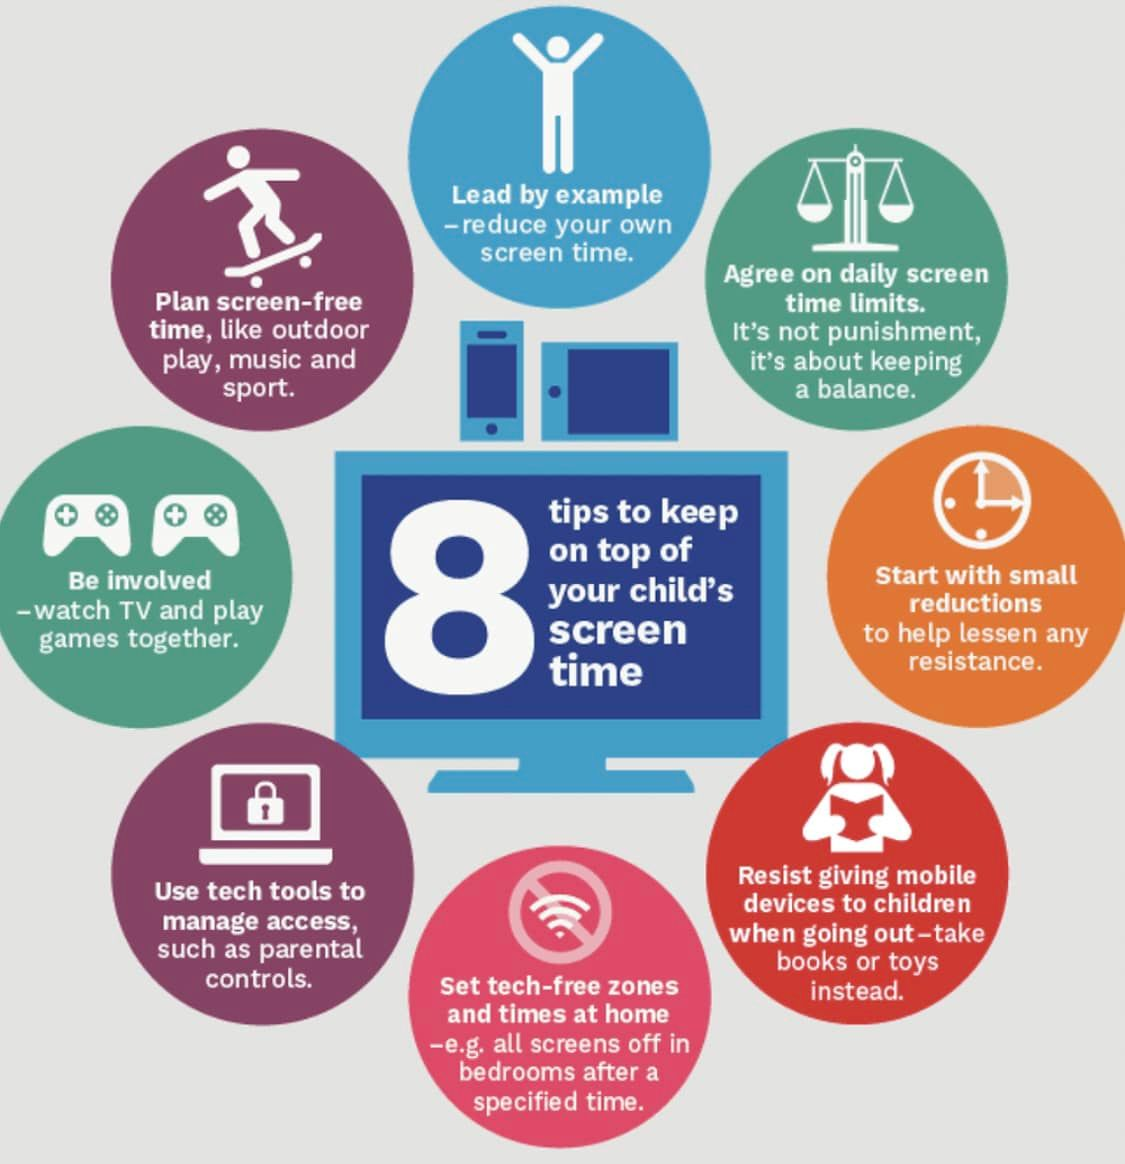 8
tips to keep
on top of
your child's
screen
time
Lead by example
–reduce your own
screen time.
Agree on daily screen
time limits.
It's not punishment,
it's about keeping
a balance.
Start with small
reductions
to help lessen any
resistance.
Resist giving mobile
devices to children
when going out–take
books or toys
instead.
Set tech-free zones
and times at home
–e.g. all screens off in
bedrooms after a
specified time.
Use tech tools to
manage access,
such as parental
controls.
Be involved
–watch TV and play
games together.
Plan screen-free
time, like outdoor
play, music and
sport.